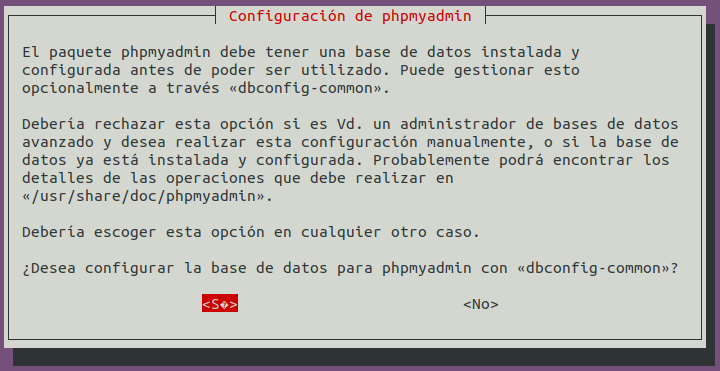 Configuración de phpmyadmin
El paquete phpmyadmin debe tener una base de datos instalada y
configurada antes de poder ser utilizado. Puede gestionar esto
opcionalmente a través «dbconfig-common».
Debería rechazar esta opción si es Vd. un administrador de bases de datos
avanzado y desea realizar esta configuración manualmente, o si la base de
datos ya está instalada y configurada. Probablemente podrá encontrar los
detalles de las operaciones que debe realizar en
«/usr/share/doc/phpmyadmin».
Debería escoger esta opción en cualquier otro caso.
¿Desea configurar la base de datos para phpmyadmin con «dbconfig-common»?
<S�> <No>